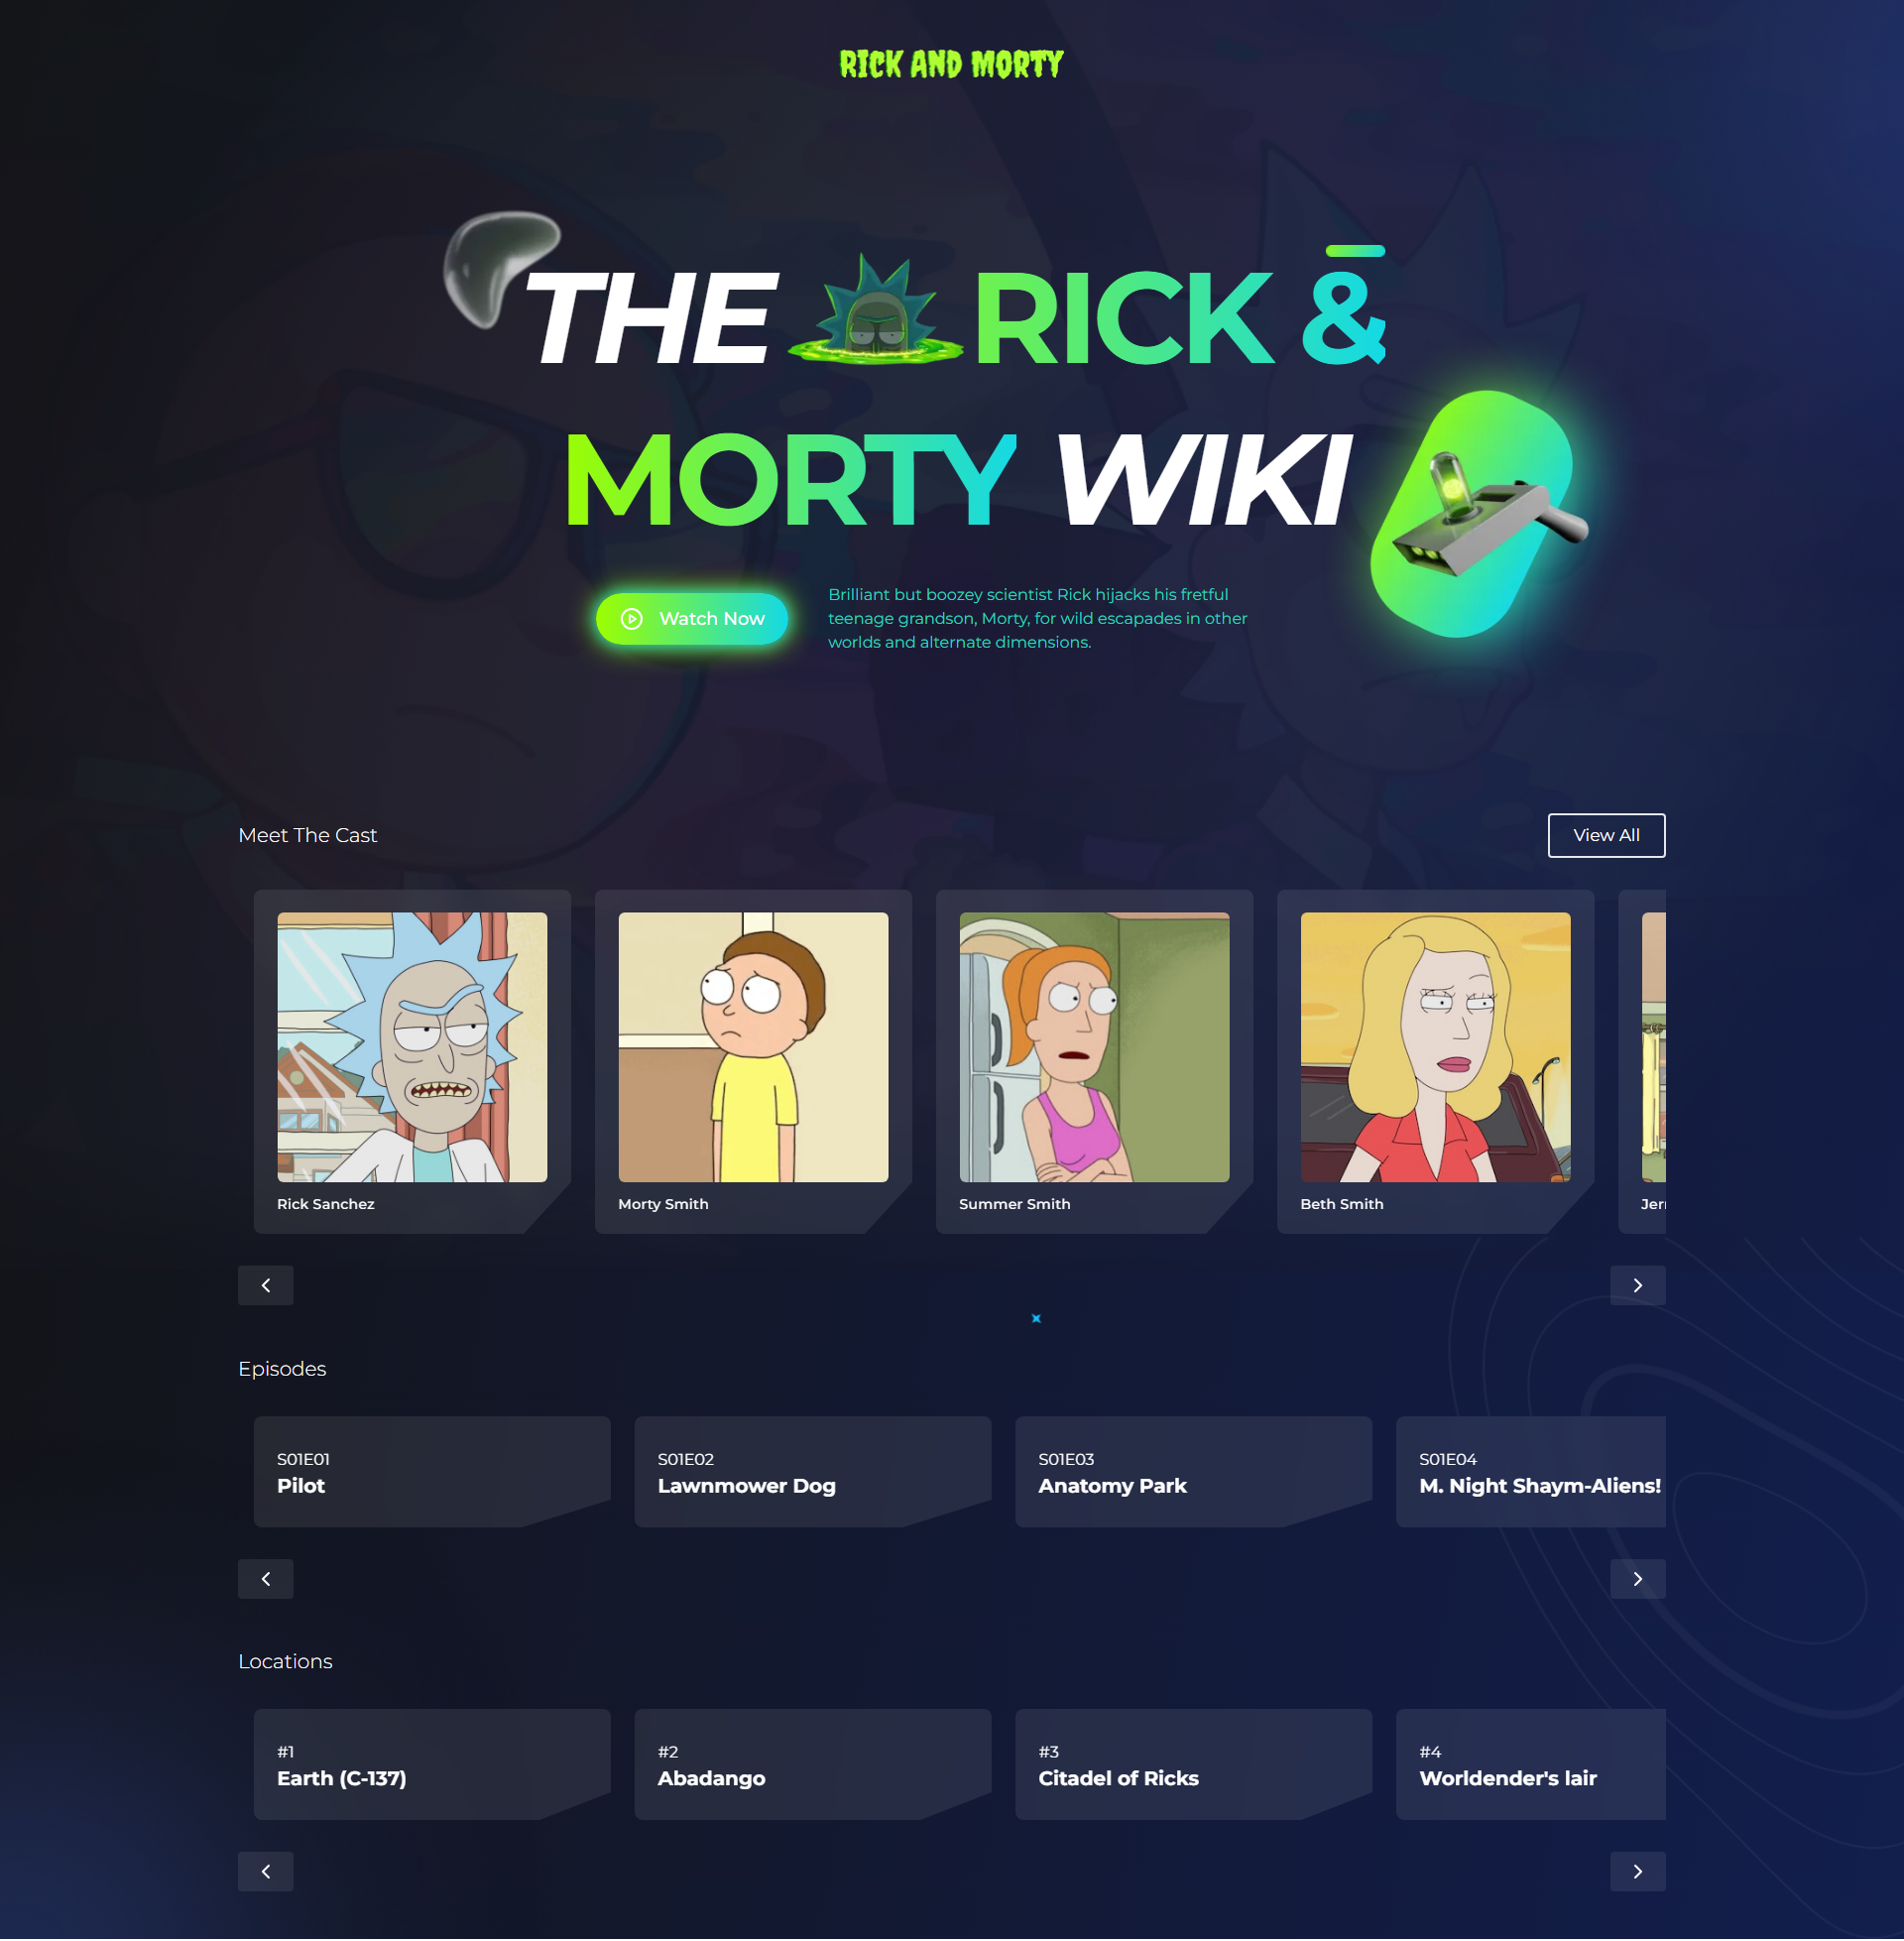 RICK AND MORTY
THE RICK &
MORTY WIKI
Watch Now
Brilliant but boozey scientist Rick hijacks his fretful
teenage grandson, Morty, for wild escapades in other
worlds and alternate dimensions.
Meet The Cast
View All
Rick Sanchez
Morty Smith
Summer Smith
Beth Smith
Episodes
S01E01
Pilot
S01E02
Lawnmower Dog
S01E03
Anatomy Park
S01E04
M. Night Shaym-Aliens!
Locations
#1
Earth (C-137)
#2
Abadango
#3
Citadel of Ricks
#4
Worldender's lair